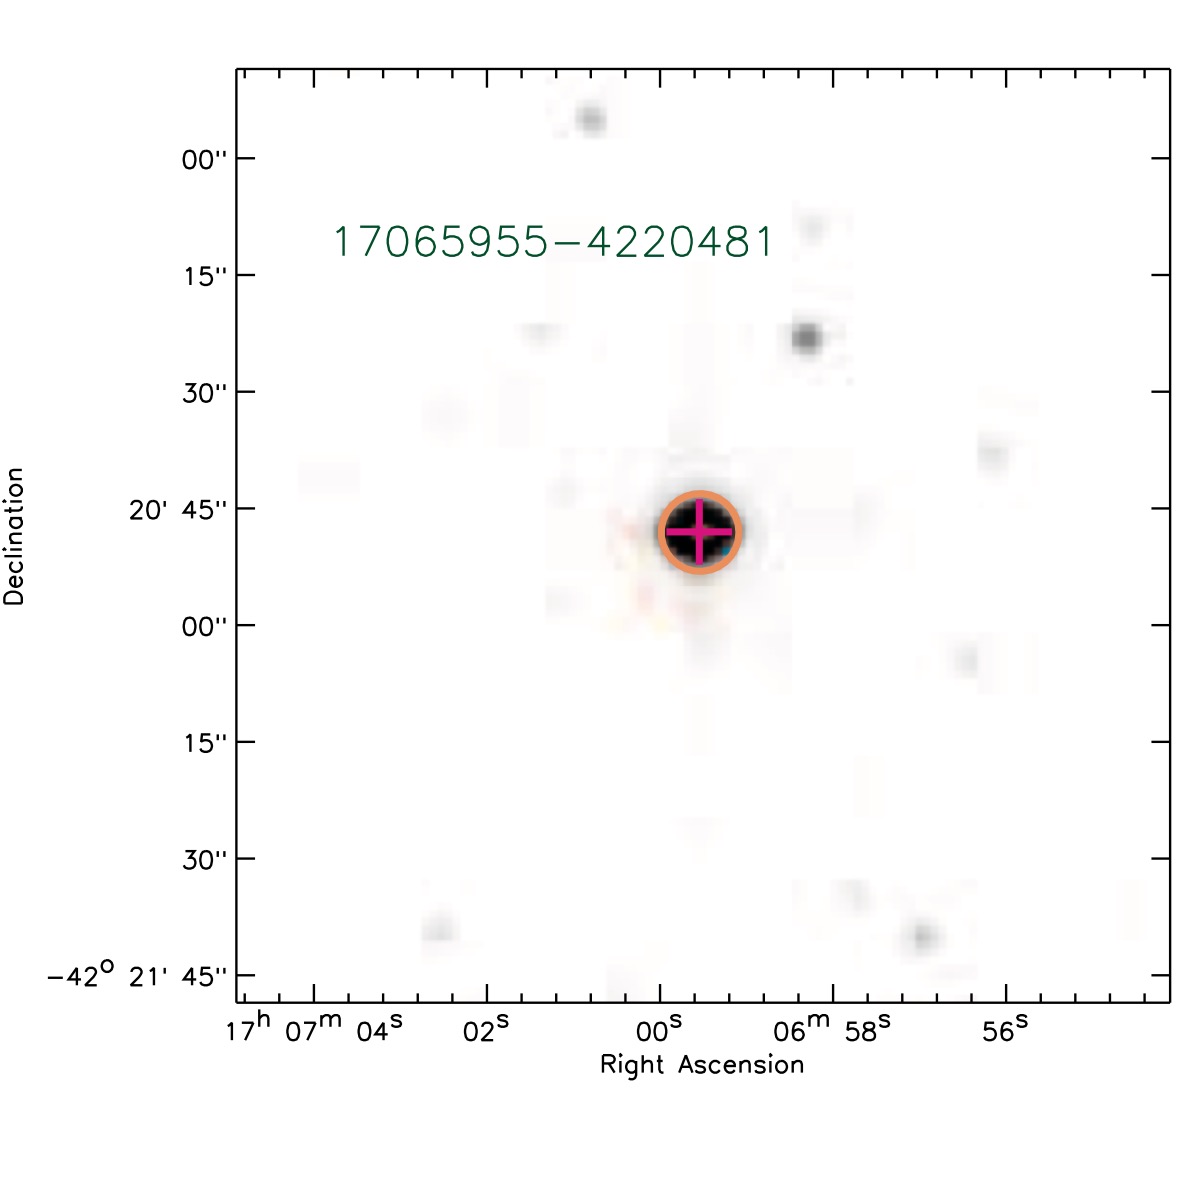 17065955-4220481
00"
15"
30"
20' 45"
00"
15"
30"
-42° 21' 45"
17h 07m 04s 02s 00s 06m 58s 56s
Right Ascension
Declination